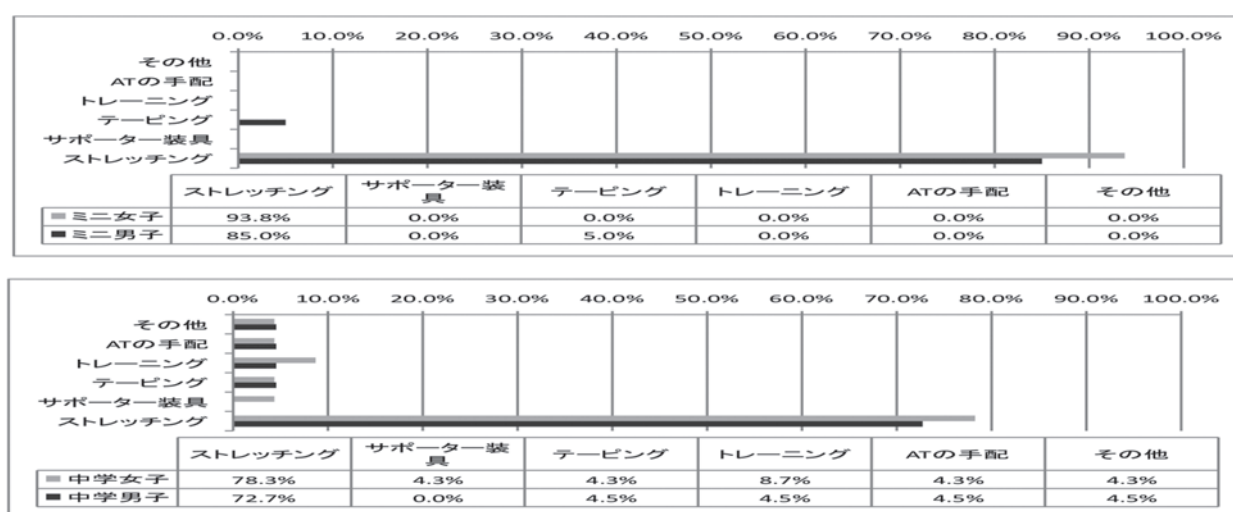 0.0% 10.0% 20.0% 30.0% 40.0% 50.0% 60.0% 70.0% 80.0% 90.0% 100.0%
その他
ATの手配
トレーニング
テーピング
サポーター装具
ストレッチング
ストレッチング サポーター装 テーピング トレーニング ATの手配 その他
具
ミニ女子 93.8% 0.0% 0.0% 0.0% 0.0% 0.0%
ミニ男子 85.0% 0.0% 5.0% 0.0% 0.0% 0.0%
0.0% 10.0% 20.0% 30.0% 40.0% 50.0% 60.0% 70.0% 80.0% 90.0% 100.0%
その他
ATの手配
トレーニング
テーピング
サポーター装具
ストレッチング
ストレッチング サポーター装 テーピング トレーニング ATの手配 その他
具
中学女子 78.3% 4.3% 4.3% 8.7% 4.3% 4.3%
中学男子 72.7% 0.0% 4.5% 4.5% 4.5% 4.5%